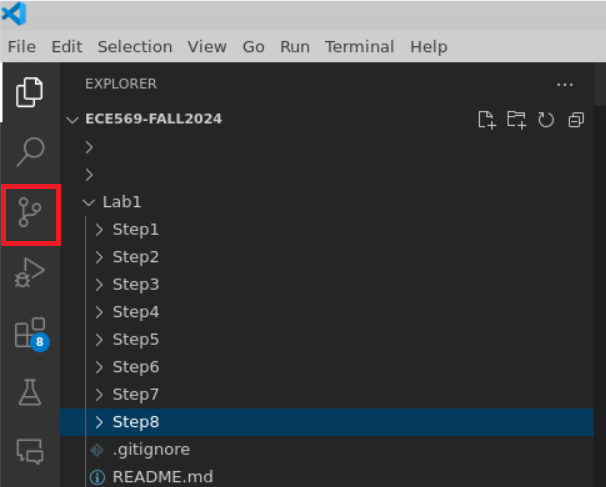 File Edit Selection View Go Run Terminal Help
EXPLORER
ECE569-FALL2024
Lab1
Step1
Step2
Step3
Step4
Step5
Step6
Step7
8
Step8
.gitignore
README.md